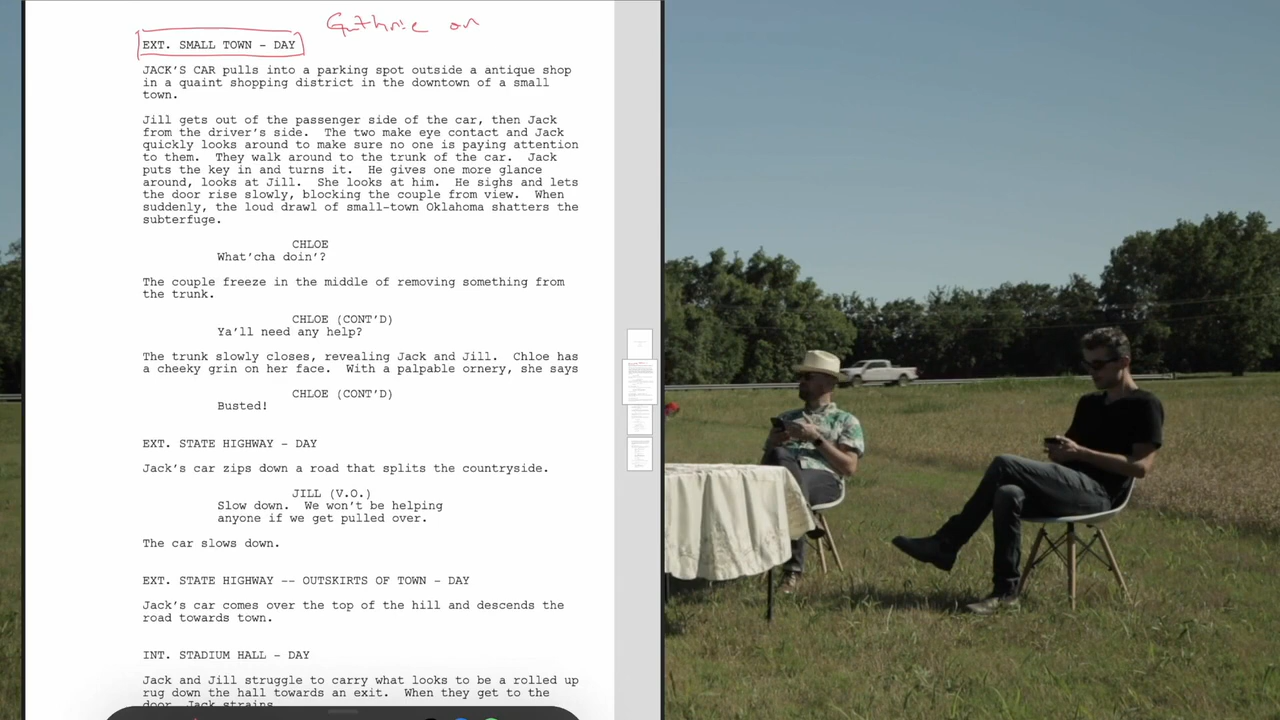 Guthrie on
EXT. SMALL TOWN – DAY
JACK'S CAR pulls into a parking spot outside a antique shop
in a quaint shopping district in the downtown of a small
town.
Jill gets out of the passenger side of the car, then Jack
from the driver's side. The two make eye contact and Jack
quickly looks around to make sure no one is paying attention
to them. They walk around to the trunk of the car. Jack
puts the key in and turns it. He gives one more glance
around, looks at Jill. She looks at him. He sighs and lets
the door rise slowly, blocking the couple from view. When
suddenly, the loud drawl of small-town Oklahoma shatters the
subterfuge.
CHLOE
What'cha doin'?
The couple freeze in the middle of removing something from
the trunk.
CHLOE (CONT'D)
Ya'll need any help?
The trunk slowly closes, revealing Jack and Jill. Chloe has
a cheeky grin on her face. With a palpable ornery, she says
CHLOE (CONT'D)
Busted!
EXT. STATE HIGHWAY – DAY
Jack's car zips down a road that splits the countryside.
JILL (V.O.)
Slow down. We won't be helping
anyone if we get pulled over.
The car slows down.
EXT. STATE HIGHWAY -- OUTSKIRTS OF TOWN – DAY
Jack's car comes over the top of the hill and descends the
road towards town.
INT. STADIUM HALL – DAY
Jack and Jill struggle to carry what looks to be a rolled up
rug down the hall towards an exit. When they get to the
door, Jack strains